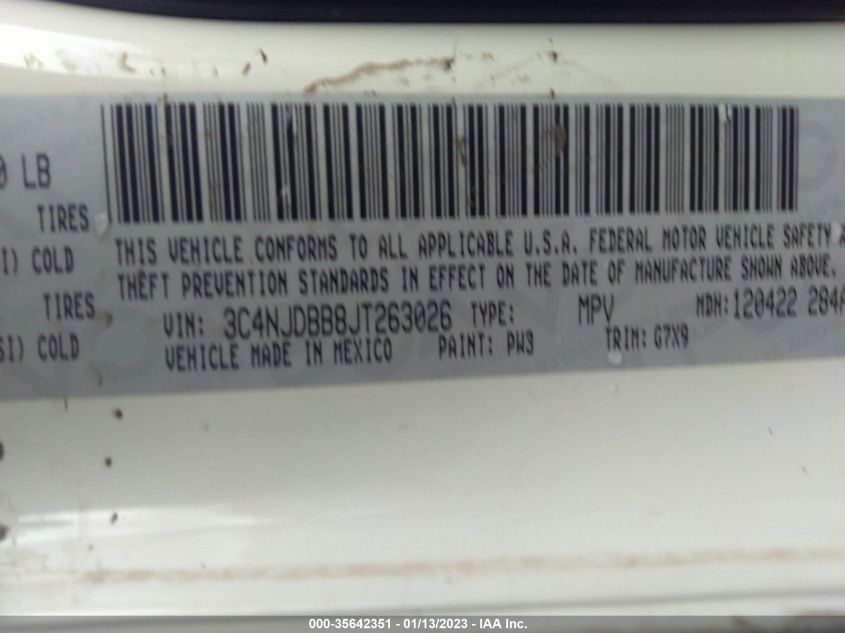 0 LB
TIRES
SI) COLD
TIRES
SI) COLD
THIS VEHICLE CONFORMS TO ALL APPLICABLE U.S.A. FEDERAL MOTOR VEHICLE SAFETY
THEFT PREVENTION STANDARDS IN EFFECT ON THE DATE OF MANUFACTURE SHOWN ABOVE.
VIN: 3C4NJDBB8JT263026 TYPE: MPV MDH:120422 284A
VEHICLE MADE IN MEXICO PAINT: PW3 TRIM: G7X9
000-35642351 - 01/13/2023 - IAA Inc.